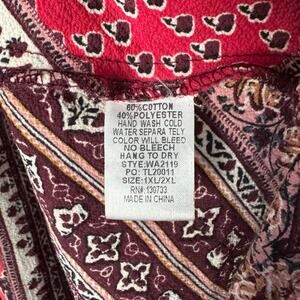 60%COTTON
40%POLYESTER
HAND WASH COLD
WATER SEPARA TELY
COLOR WILL BLEED
NO BLEECH
HANG TO DRY
STYE:WA2119
PO: TL20011
SIZE:1XL/2XL
RN#: 130733
MADE IN CHINA